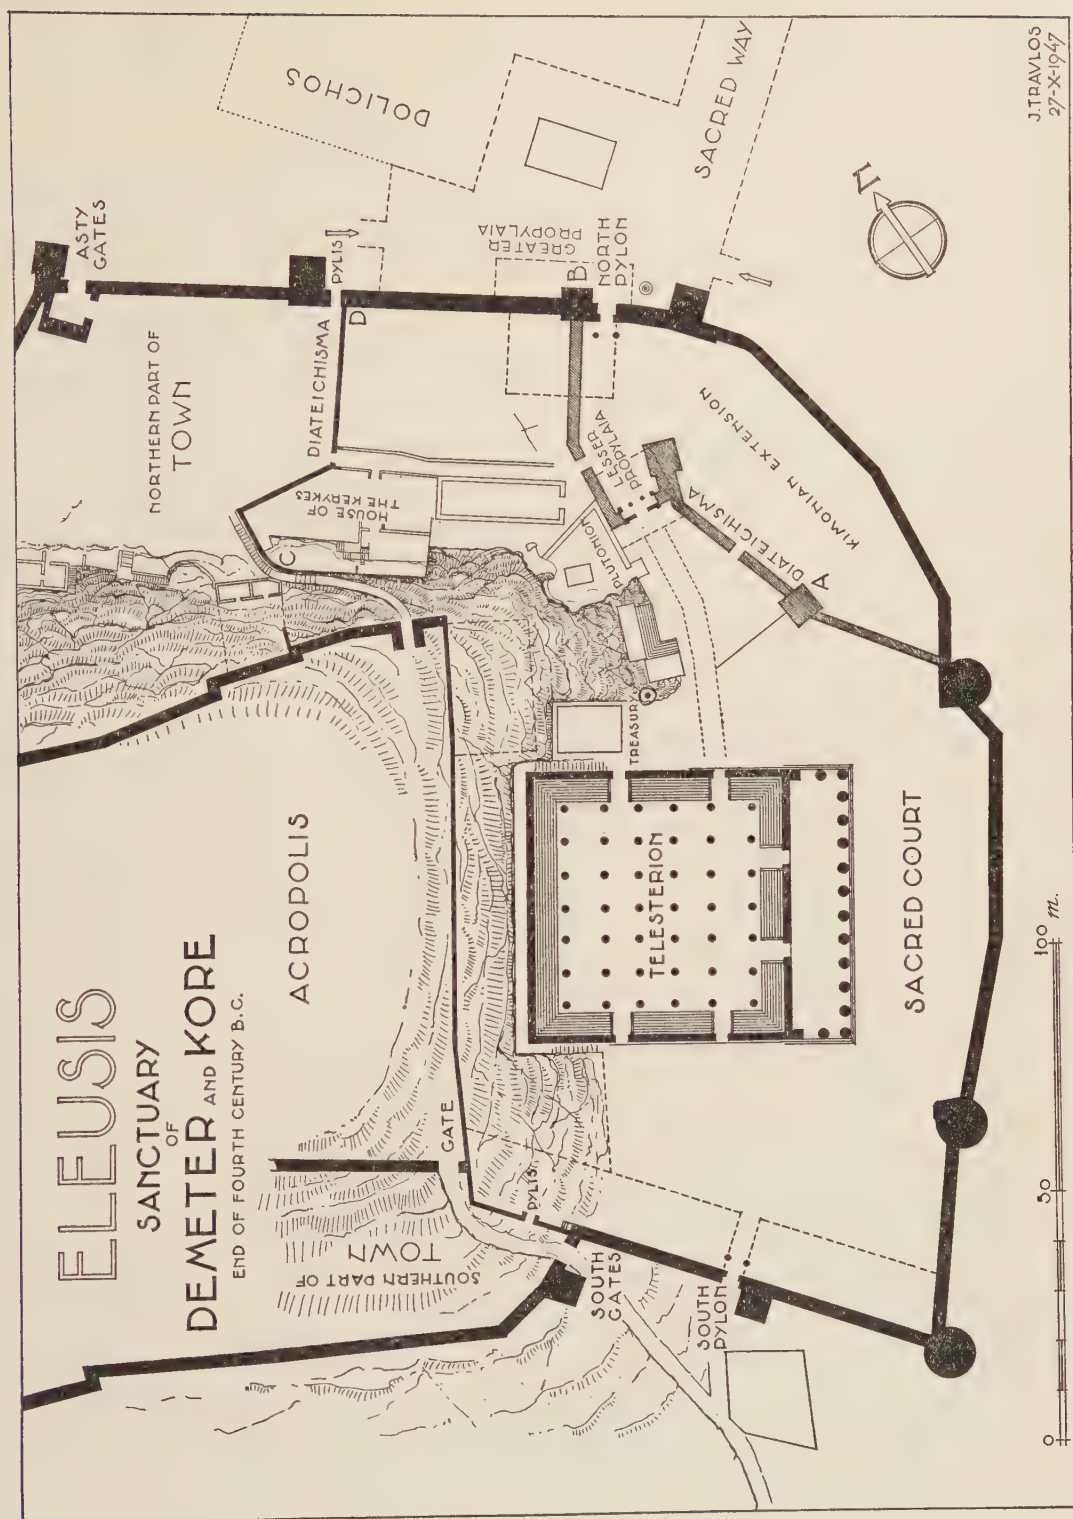 ELEUSIS
SANCTUARY
OF
DEMETER AND KORE
END OF FOURTH CENTURY B.C.
ACROPOLIS
NORTHERN PART OF
TOWN
ASTY
GATES
DOLICHOS
PYLIS
DIATEICHISMA
D
HOUSE OF
THE KERYKES
C
GREATER
PROPYLAIA
B
NORTH
PYLON
SACRED WAY
LESSER
PROPYLAIA
PLUTONION
DIATEICHISMA
A
KIMONIAN EXTENSION
TREASURY
TELESTERION
SACRED COURT
GATE
PYLIS
SOUTHERN PART OF
TOWN
SOUTH
GATES
SOUTH
PYLON
0
50
100 m.
N
J. TRAVLOS
27-X-1947